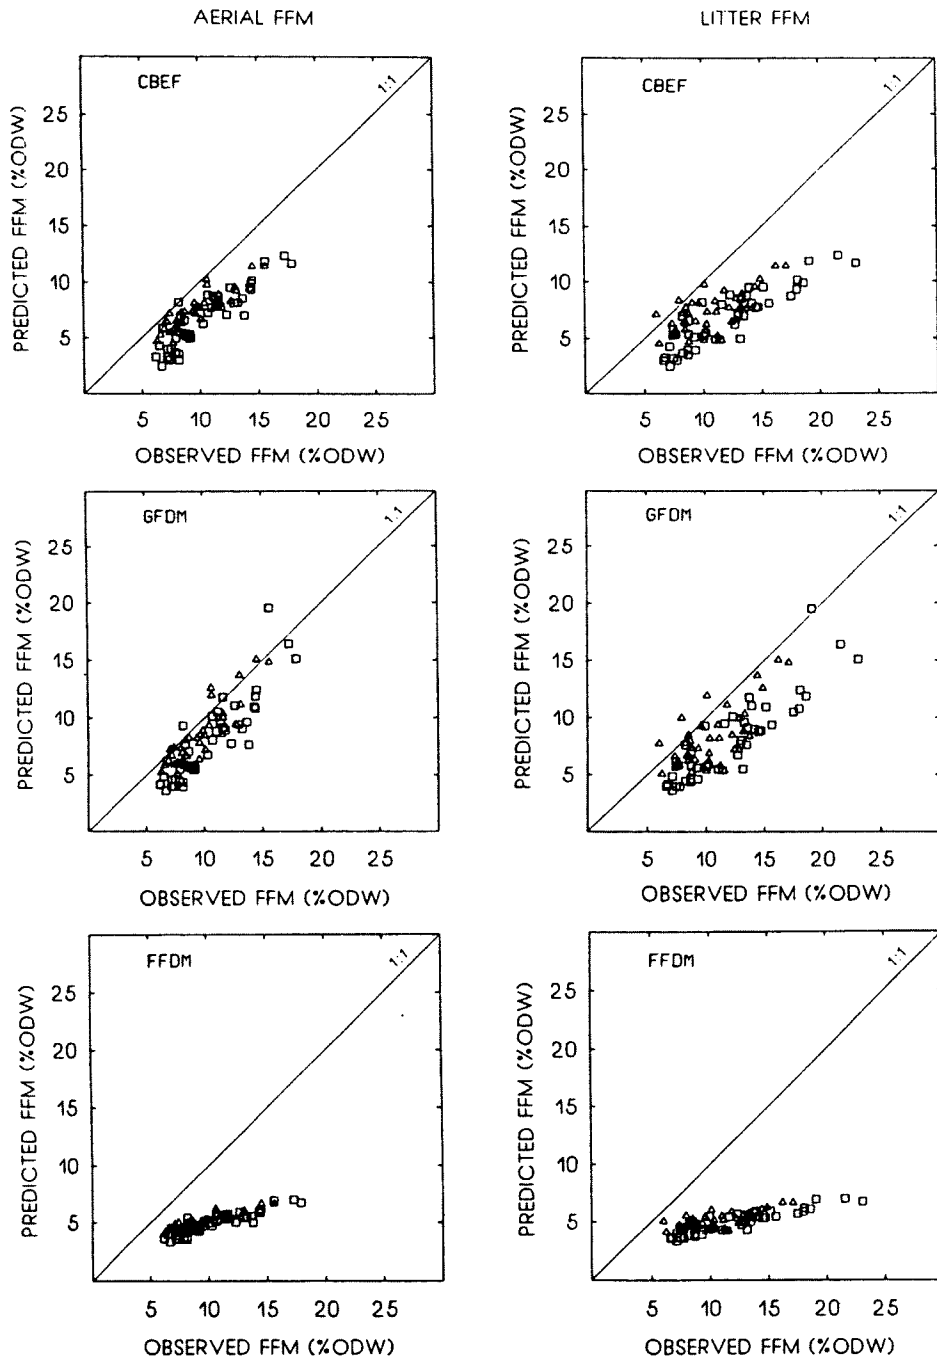 AERIAL FFM
LITTER FFM
CBEF
1:1
25
20
15
10
5
PREDICTED FFM (%ODW)
5 10 15 20 25
OBSERVED FFM (%ODW)
CBEF
1:1
25
20
15
10
5
PREDICTED FFM (%ODW)
5 10 15 20 25
OBSERVED FFM (%ODW)
GFDM
1:1
25
20
15
10
5
PREDICTED FFM (%ODW)
5 10 15 20 25
OBSERVED FFM (%ODW)
GFDM
1:1
25
20
15
10
5
PREDICTED FFM (%ODW)
5 10 15 20 25
OBSERVED FFM (%ODW)
FFDM
1:1
25
20
15
10
5
PREDICTED FFM (%ODW)
5 10 15 20 25
OBSERVED FFM (%ODW)
FFDM
1:1
25
20
15
10
5
PREDICTED FFM (%ODW)
5 10 15 20 25
OBSERVED FFM (%ODW)